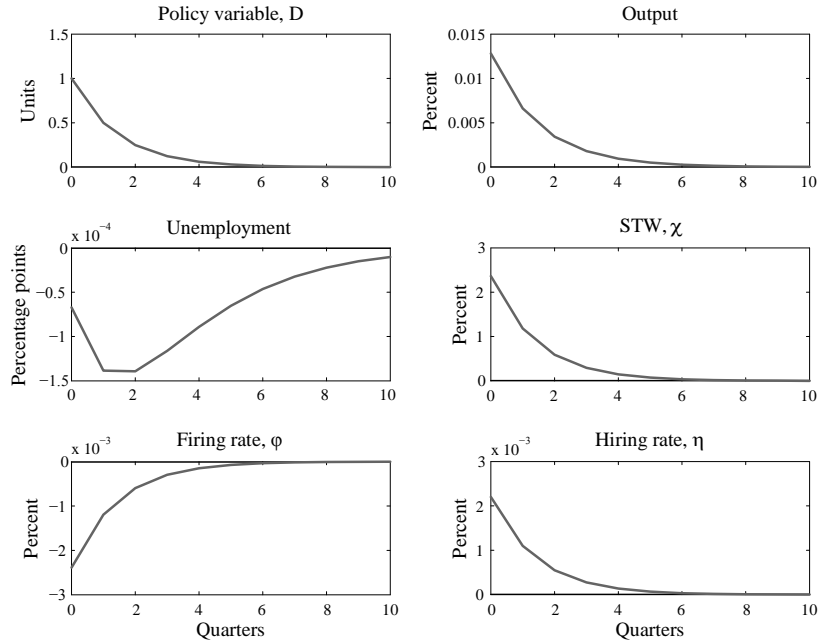 Policy variable, D
1.5
1
0.5
0
Units
0 2 4 6 8 10
Output
0.015
0.01
0.005
0
Percent
0 2 4 6 8 10
Unemployment
x 10⁻⁴
0
−0.5
−1
−1.5
Percentage points
0 2 4 6 8 10
STW, χ
3
2
1
0
Percent
0 2 4 6 8 10
Firing rate, φ
x 10⁻³
0
−1
−2
−3
Percent
0 2 4 6 8 10
Quarters
Hiring rate, η
x 10⁻³
3
2
1
0
Percent
0 2 4 6 8 10
Quarters